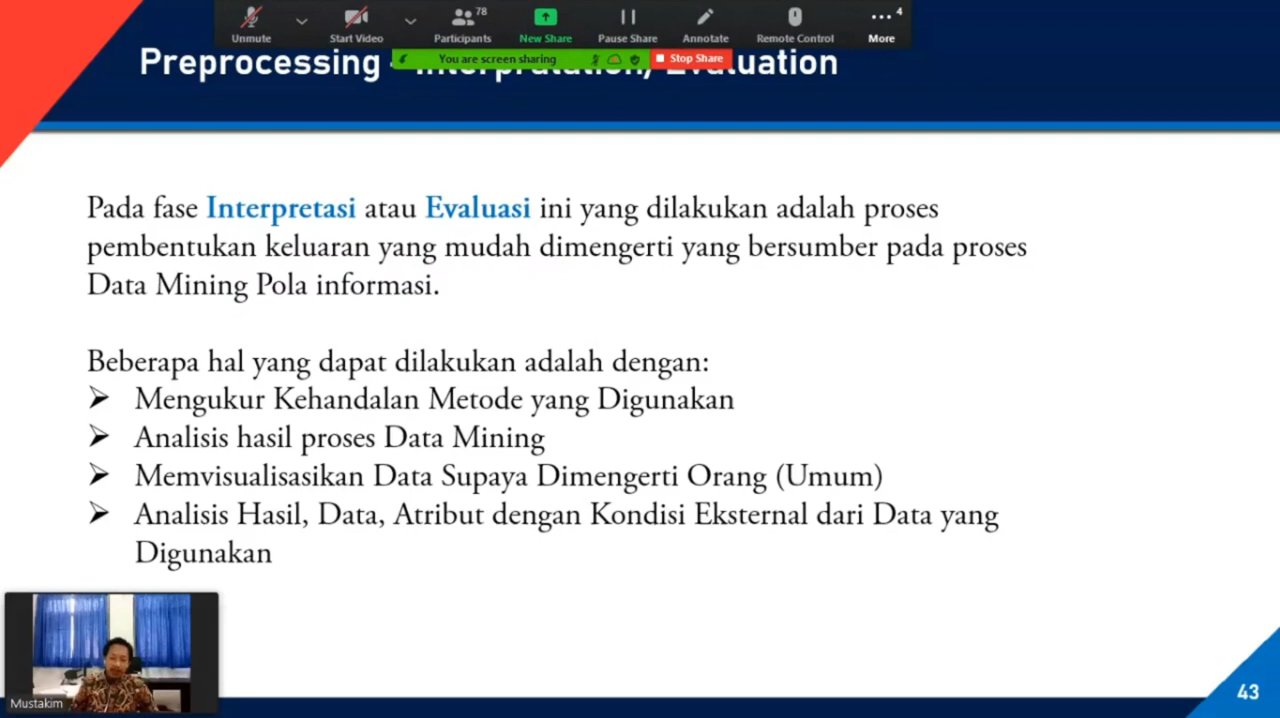 78
4
Unmute
Start Video
Participants
New Share
Pause Share
Annotate
Remote Control
More
You are screen sharing
Stop Share
Preprocessing - Interpretation/ Evaluation
Pada fase Interpretasi atau Evaluasi ini yang dilakukan adalah proses
pembentukan keluaran yang mudah dimengerti yang bersumber pada proses
Data Mining Pola informasi.
Beberapa hal yang dapat dilakukan adalah dengan:
➢ Mengukur Kehandalan Metode yang Digunakan
➢ Analisis hasil proses Data Mining
➢ Memvisualisasikan Data Supaya Dimengerti Orang (Umum)
➢ Analisis Hasil, Data, Atribut dengan Kondisi Eksternal dari Data yang
Digunakan
Mustakim
43